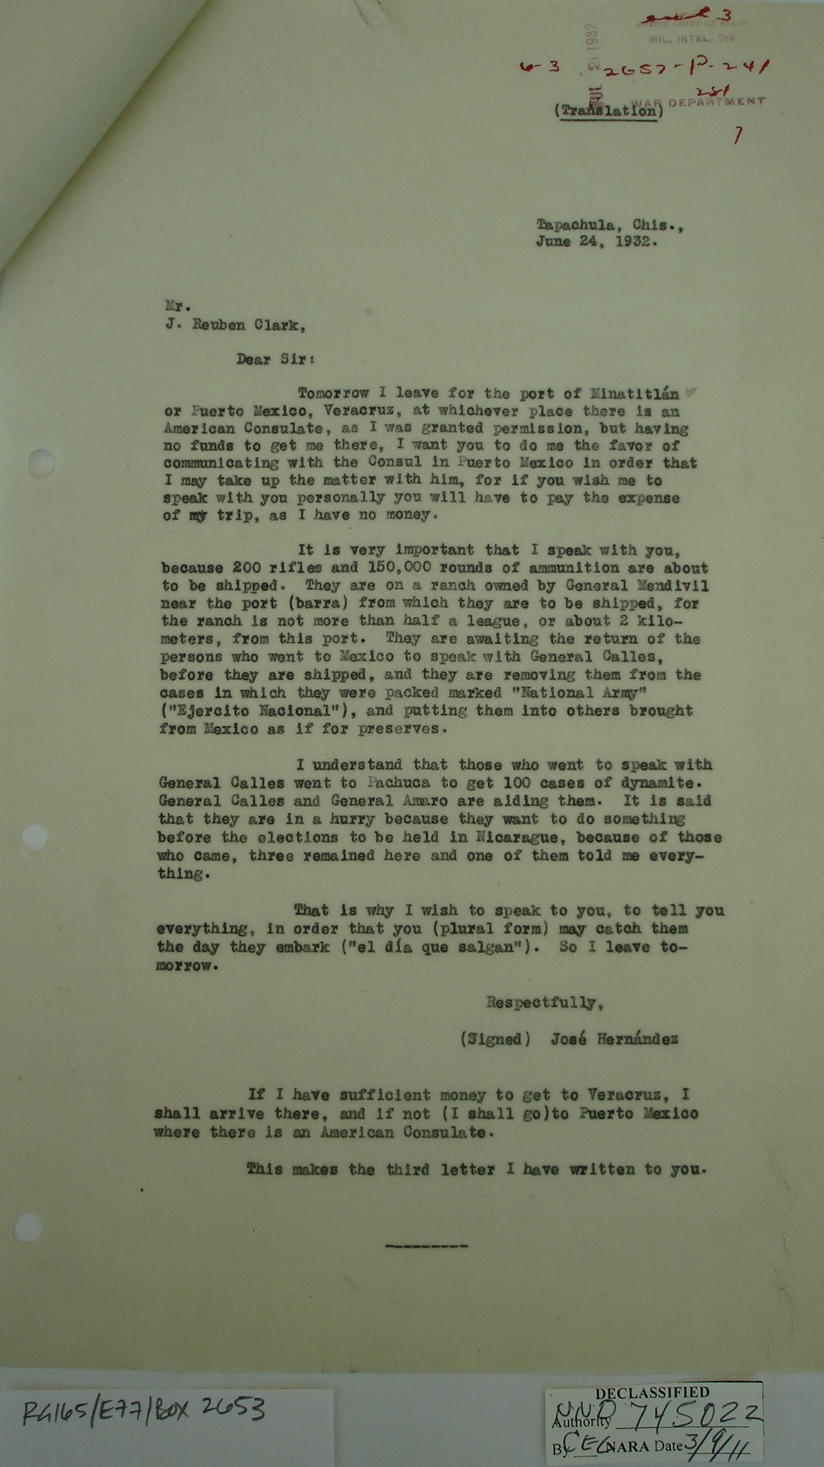 3
MIL. INTEL. DIV.
6-3 2657-P-241
281
WAR DEPARTMENT
(Translation)
7
Tapachula, Chis.,
June 24, 1932.
Mr.
J. Reuben Clark,
Dear Sir:
Tomorrow I leave for the port of Minatitlán
or Puerto Mexico, Veracruz, at whichever place there is an
American Consulate, as I was granted permission, but having
no funds to get me there, I want you to do me the favor of
communicating with the Consul in Puerto Mexico in order that
I may take up the matter with him, for if you wish me to
speak with you personally you will have to pay the expense
of my trip, as I have no money.
It is very important that I speak with you,
because 200 rifles and 150,000 rounds of ammunition are about
to be shipped. They are on a ranch owned by General Mendivil
near the port (barra) from which they are to be shipped, for
the ranch is not more than half a league, or about 2 kilo-
meters, from this port. They are awaiting the return of the
persons who went to Mexico to speak with General Calles,
before they are shipped, and they are removing them from the
cases in which they were packed marked "National Army"
("Ejercito Nacional"), and putting them into others brought
from Mexico as if for preserves.
I understand that those who went to speak with
General Calles went to Pachuca to get 100 cases of dynamite.
General Calles and General Amaro are aiding them. It is said
that they are in a hurry because they want to do something
before the elections to be held in Nicaragua, because of those
who came, three remained here and one of them told me every-
thing.
That is why I wish to speak to you, to tell you
everything, in order that you (plural form) may catch them
the day they embark ("el día que salgan"). So I leave to-
morrow.
Respectfully,
(Signed) José Hernández
If I have sufficient money to get to Veracruz, I
shall arrive there, and if not (I shall go)to Puerto Mexico
where there is an American Consulate.
This makes the third letter I have written to you.
RG165/E77/BOX 2653
DECLASSIFIED
Authority NND 745022
By CEG NARA Date 3/9/11